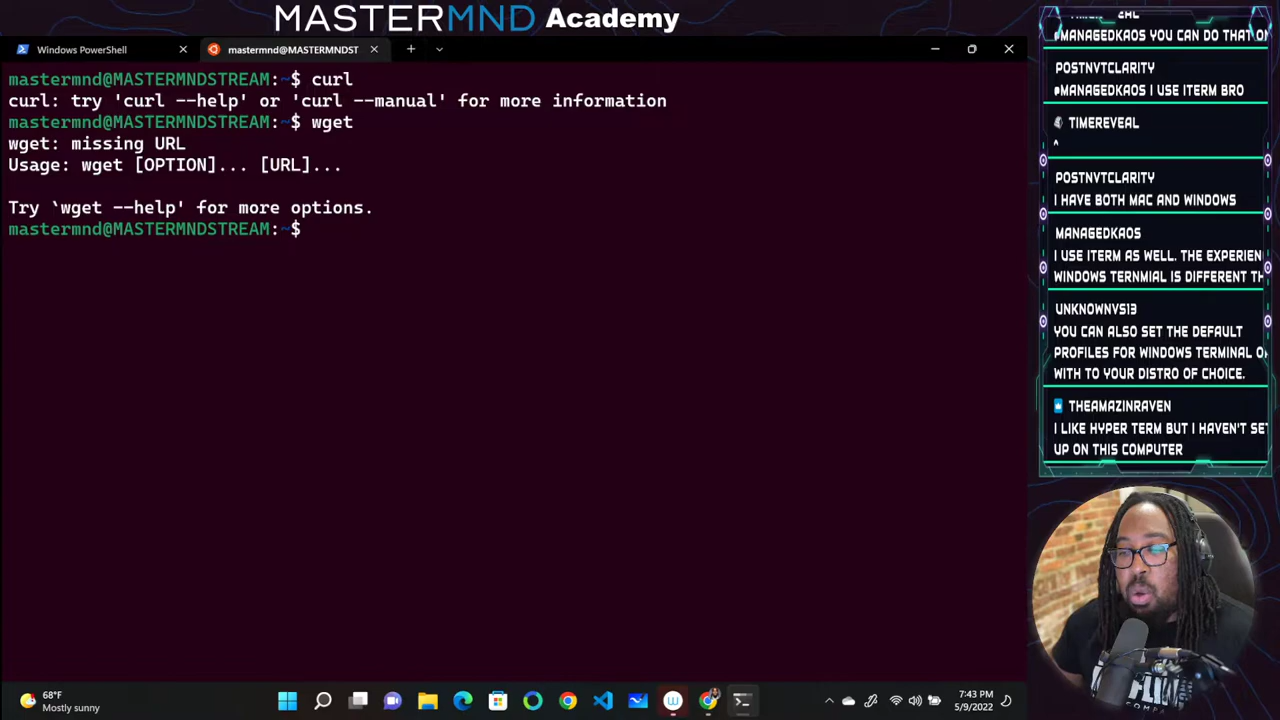 MASTERMND Academy
Windows PowerShell
mastermnd@MASTERMNDST
mastermnd@MASTERMNDSTREAM:~$ curl
curl: try 'curl --help' or 'curl --manual' for more information
mastermnd@MASTERMNDSTREAM:~$ wget
wget: missing URL
Usage: wget [OPTION]... [URL]...
Try `wget --help' for more options.
mastermnd@MASTERMNDSTREAM:~$
MANAGEDKAOS YOU CAN DO THAT
POSTNVTCLARITY
MANAGEDKAOS I USE ITERM BRO
TIMEREVEAL
^
POSTNVTCLARITY
I HAVE BOTH MAC AND WINDOWS
MANAGEDKAOS
I USE ITERM AS WELL. THE EXPERIEN
WINDOWS TERNMIAL IS DIFFERENT
UNKNOWNVS13
YOU CAN ALSO SET THE DEFAULT
PROFILES FOR WINDOWS TERMINAL
WITH TO YOUR DISTRO OF CHOICE.
THEAMAZINRAVEN
I LIKE HYPER TERM BUT I HAVEN'T SE
UP ON THIS COMPUTER
68°F
Mostly sunny
7:43 PM
5/9/2022